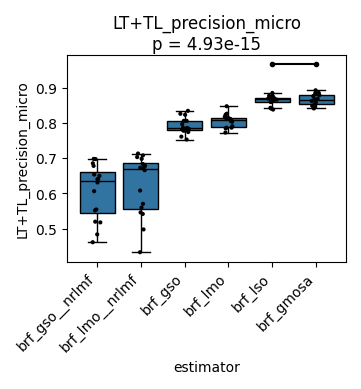 LT+TL_precision_micro
p = 4.93e-15
LT+TL_precision_micro
0.9
0.8
0.7
0.6
0.5
brf_gso__nrlmf
brf_lmo__nrlmf
brf_gso
brf_lmo
brf_lso
brf_gmosa
estimator